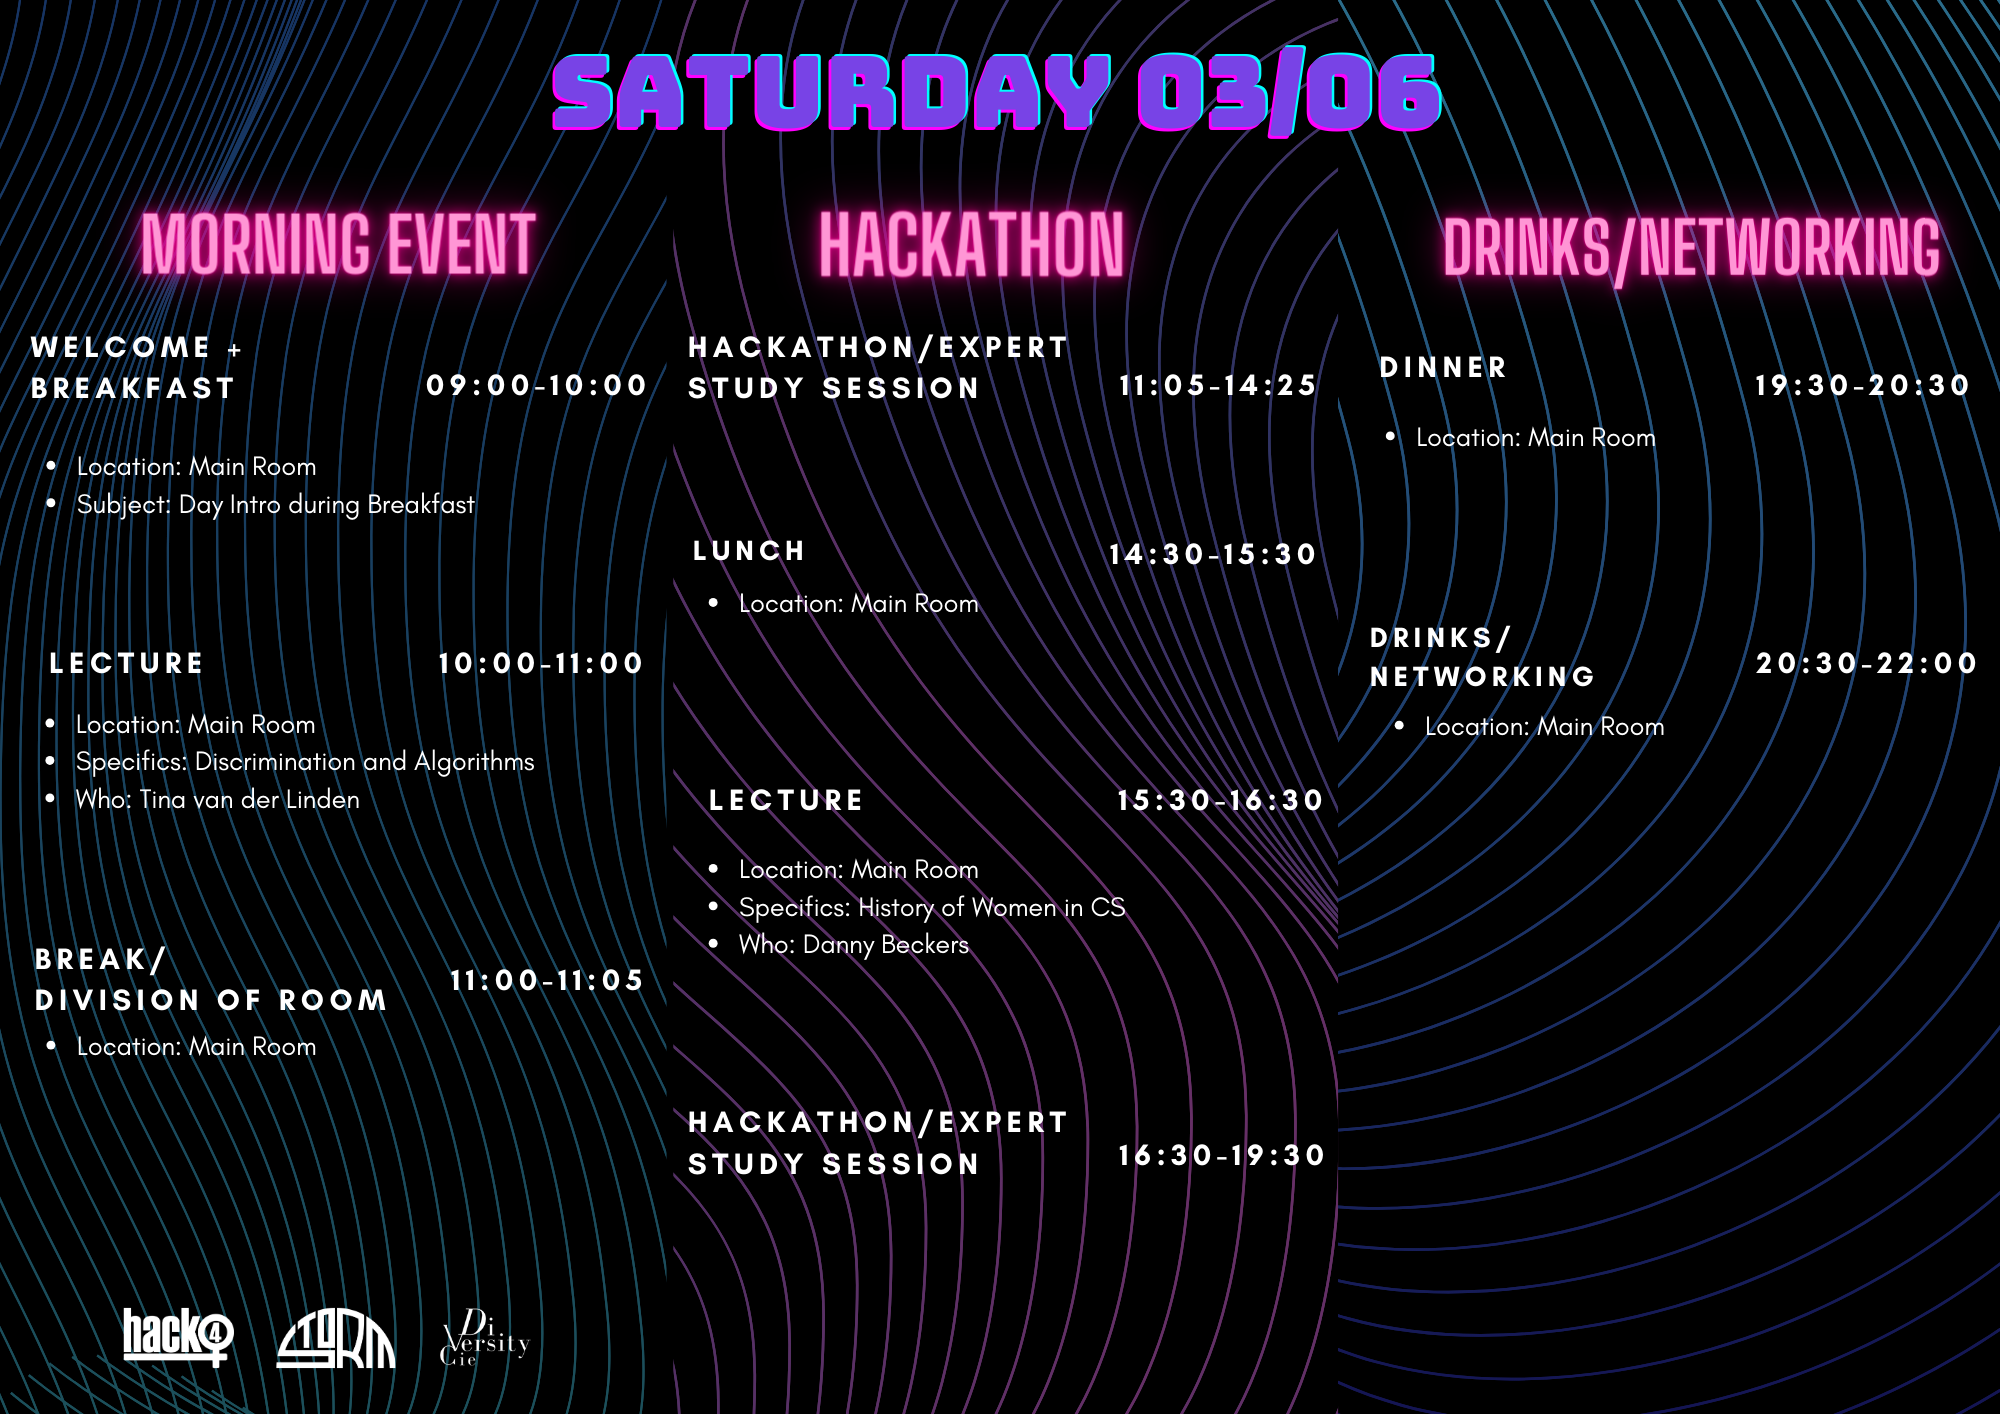 SATURDAY 03/06
MORNING EVENT
WELCOME +
BREAKFAST
09:00-10:00
• Location: Main Room
• Subject: Day Intro during Breakfast
LECTURE
10:00-11:00
• Location: Main Room
• Specifics: Discrimination and Algorithms
• Who: Tina van der Linden
BREAK/
DIVISION OF ROOM
11:00-11:05
• Location: Main Room
HACKATHON
HACKATHON/EXPERT
STUDY SESSION
11:05-14:25
LUNCH
14:30-15:30
• Location: Main Room
LECTURE
15:30-16:30
• Location: Main Room
• Specifics: History of Women in CS
• Who: Danny Beckers
HACKATHON/EXPERT
STUDY SESSION
16:30-19:30
DRINKS/NETWORKING
DINNER
19:30-20:30
• Location: Main Room
DRINKS/
NETWORKING
20:30-22:00
• Location: Main Room
hack4
STORM
DiVersity
Cie